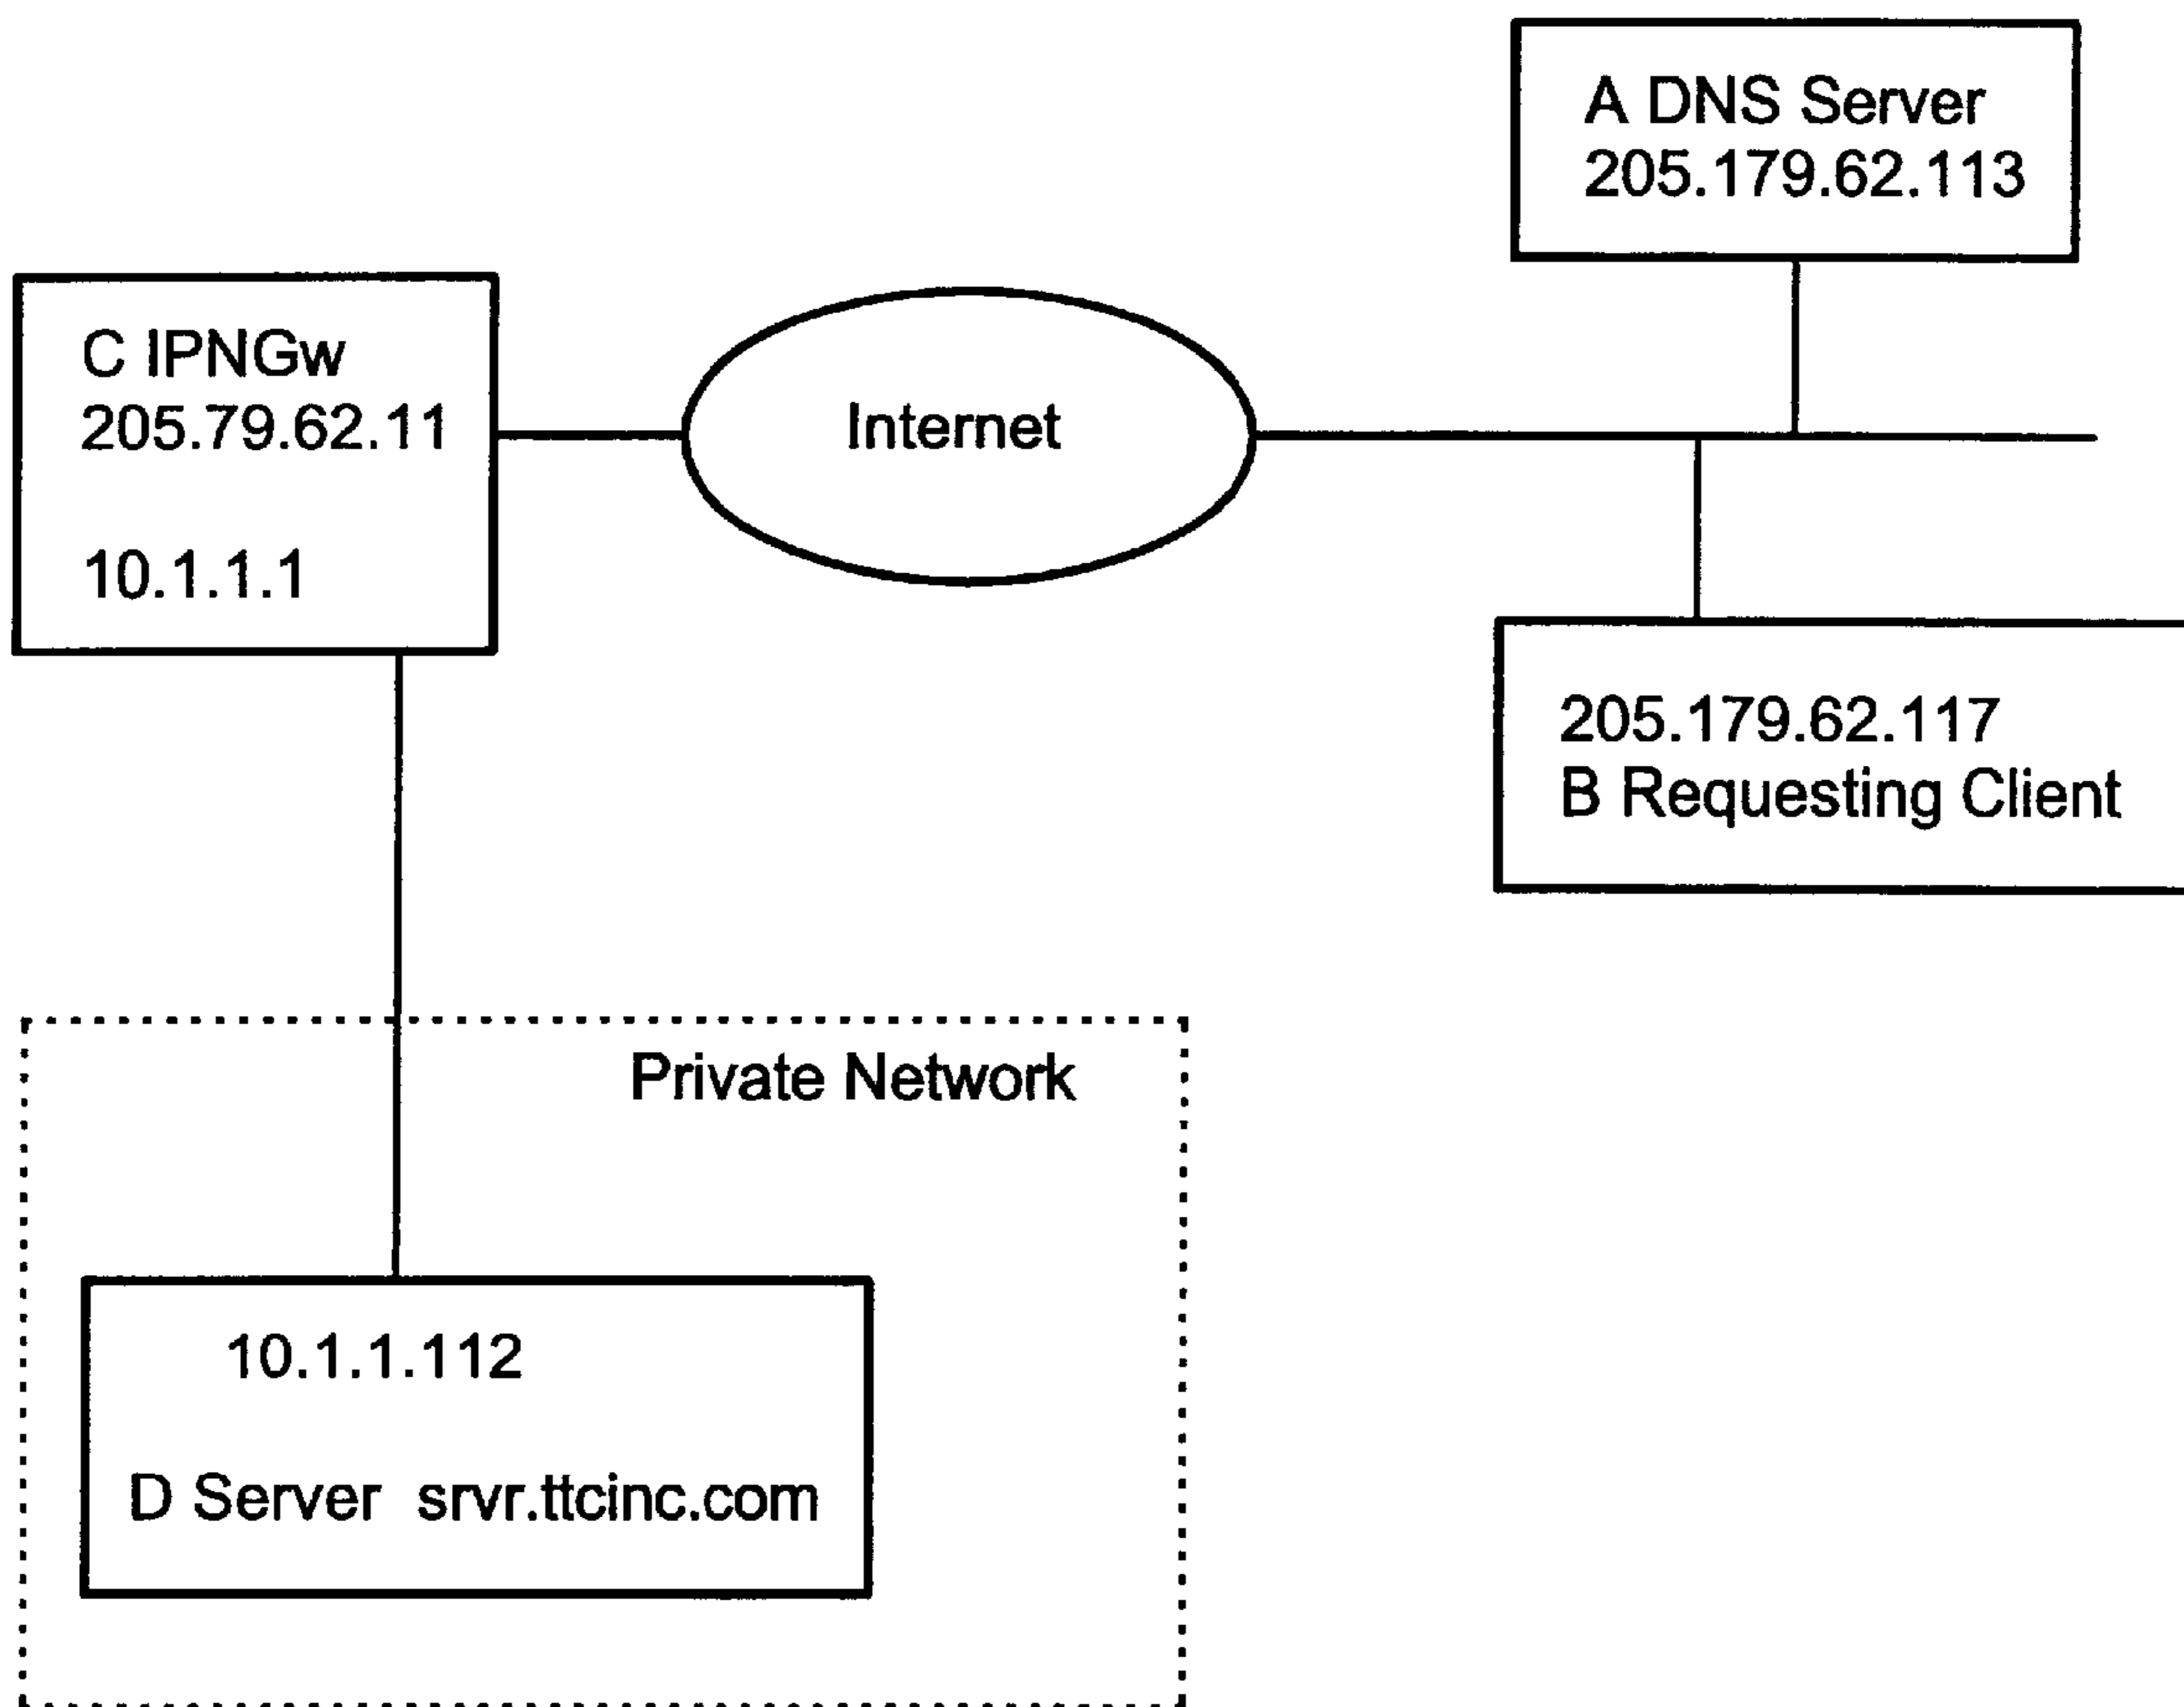 A DNS Server
205.179.62.113
C IPNGw
205.79.62.11
10.1.1.1
Internet
205.179.62.117
B Requesting Client
Private Network
10.1.1.112
D Server srvr.ttcinc.com